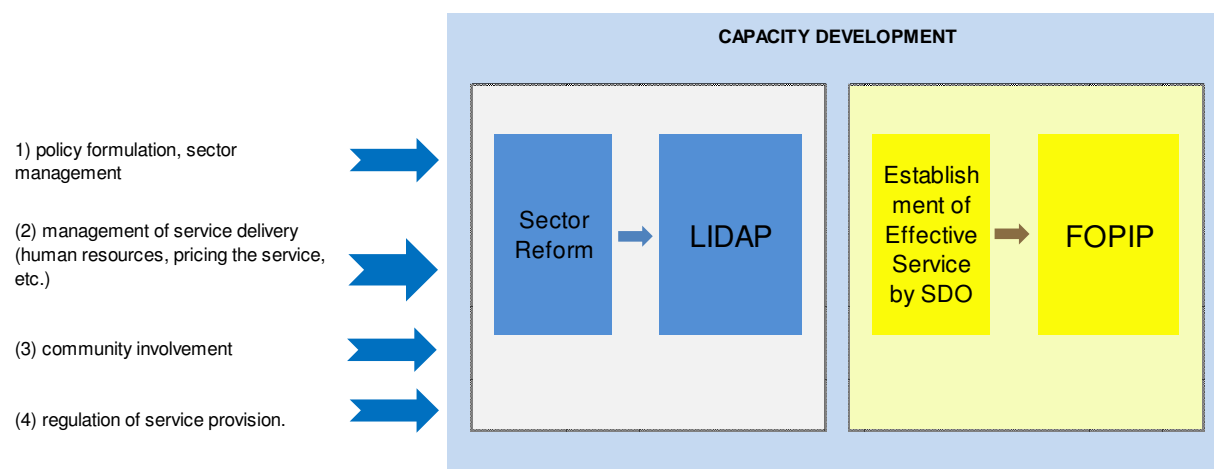 CAPACITY DEVELOPMENT
1) policy formulation, sector
management
(2) management of service delivery
(human resources, pricing the service,
etc.)
(3) community involvement
(4) regulation of service provision.
Sector
Reform
LIDAP
Establish
ment of
Effective
Service
by SDO
FOPIP